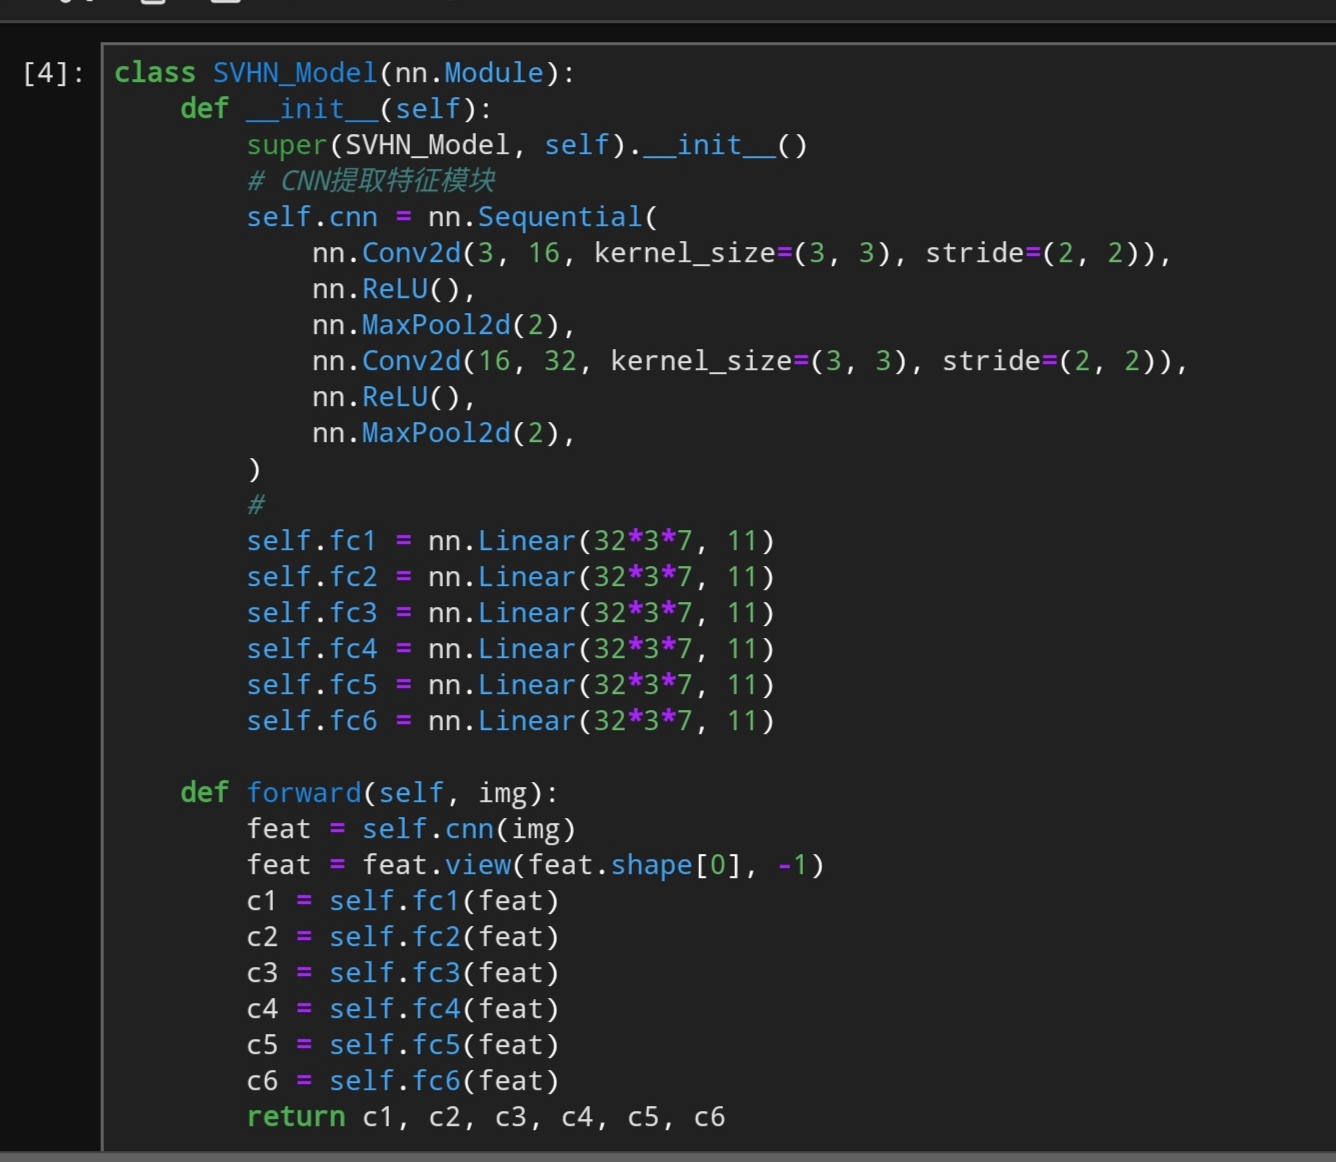 [4]: class SVHN_Model(nn.Module):
    def __init__(self):
        super(SVHN_Model, self).__init__()
        # CNN提取特征模块
        self.cnn = nn.Sequential(
            nn.Conv2d(3, 16, kernel_size=(3, 3), stride=(2, 2)),
            nn.ReLU(),
            nn.MaxPool2d(2),
            nn.Conv2d(16, 32, kernel_size=(3, 3), stride=(2, 2)),
            nn.ReLU(),
            nn.MaxPool2d(2),
        )
        #
        self.fc1 = nn.Linear(32*3*7, 11)
        self.fc2 = nn.Linear(32*3*7, 11)
        self.fc3 = nn.Linear(32*3*7, 11)
        self.fc4 = nn.Linear(32*3*7, 11)
        self.fc5 = nn.Linear(32*3*7, 11)
        self.fc6 = nn.Linear(32*3*7, 11)

    def forward(self, img):
        feat = self.cnn(img)
        feat = feat.view(feat.shape[0], -1)
        c1 = self.fc1(feat)
        c2 = self.fc2(feat)
        c3 = self.fc3(feat)
        c4 = self.fc4(feat)
        c5 = self.fc5(feat)
        c6 = self.fc6(feat)
        return c1, c2, c3, c4, c5, c6